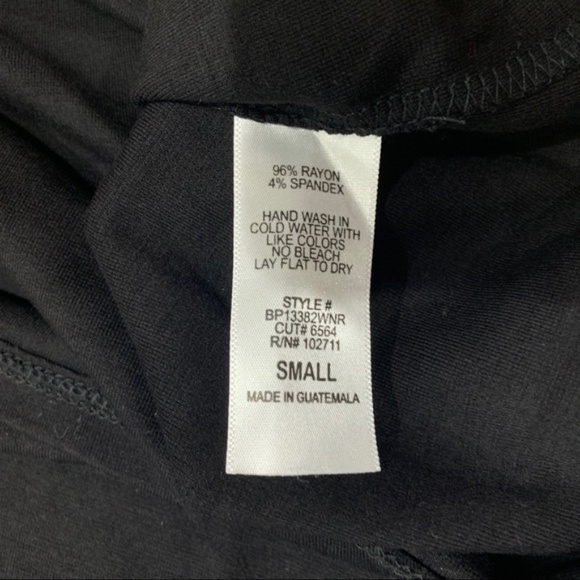 96% RAYON
4% SPANDEX
HAND WASH IN
COLD WATER WITH
LIKE COLORS
NO BLEACH
LAY FLAT TO DRY
STYLE #
BP13382WNR
CUT# 6564
R/N# 102711
SMALL
MADE IN GUATEMALA